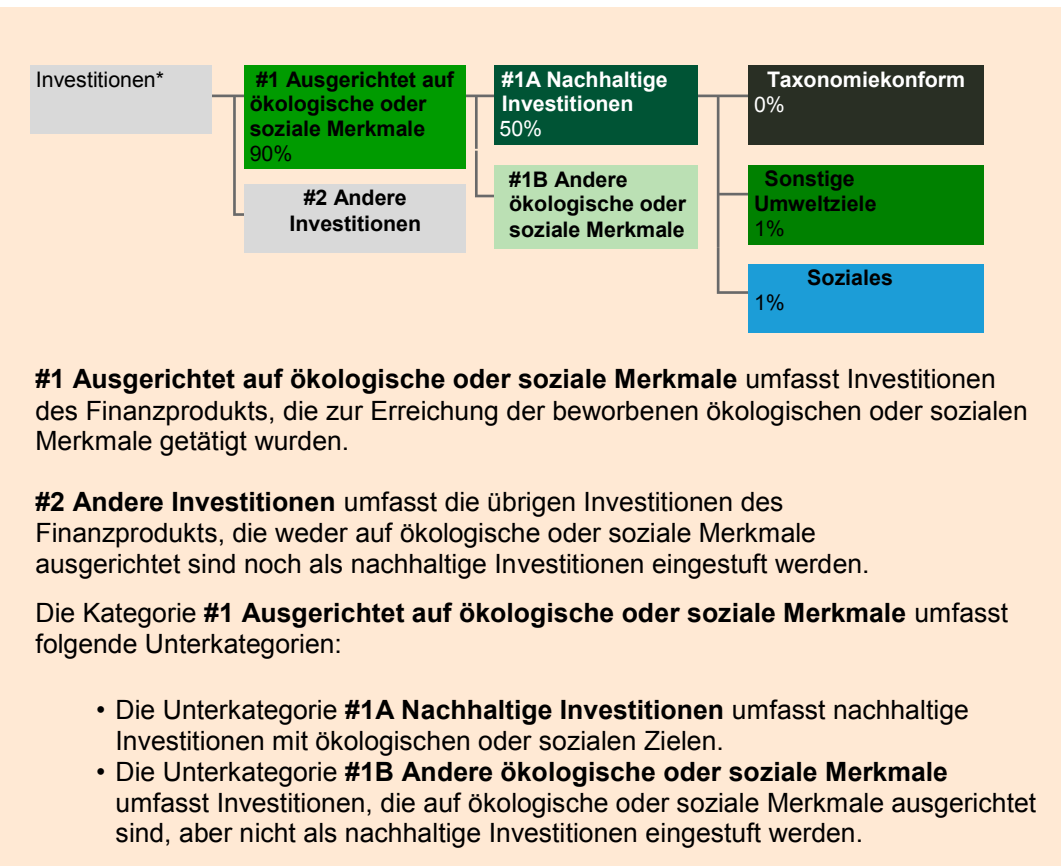 Investitionen*
#1 Ausgerichtet auf
ökologische oder
soziale Merkmale
90%
#2 Andere
Investitionen
#1A Nachhaltige
Investitionen
50%
#1B Andere
ökologische oder
soziale Merkmale
Taxonomiekonform
0%
Sonstige
Umweltziele
1%
Soziales
1%
#1 Ausgerichtet auf ökologische oder soziale Merkmale umfasst Investitionen
des Finanzprodukts, die zur Erreichung der beworbenen ökologischen oder sozialen
Merkmale getätigt wurden.
#2 Andere Investitionen umfasst die übrigen Investitionen des
Finanzprodukts, die weder auf ökologische oder soziale Merkmale
ausgerichtet sind noch als nachhaltige Investitionen eingestuft werden.
Die Kategorie #1 Ausgerichtet auf ökologische oder soziale Merkmale umfasst
folgende Unterkategorien:
• Die Unterkategorie #1A Nachhaltige Investitionen umfasst nachhaltige
Investitionen mit ökologischen oder sozialen Zielen.
• Die Unterkategorie #1B Andere ökologische oder soziale Merkmale
umfasst Investitionen, die auf ökologische oder soziale Merkmale ausgerichtet
sind, aber nicht als nachhaltige Investitionen eingestuft werden.